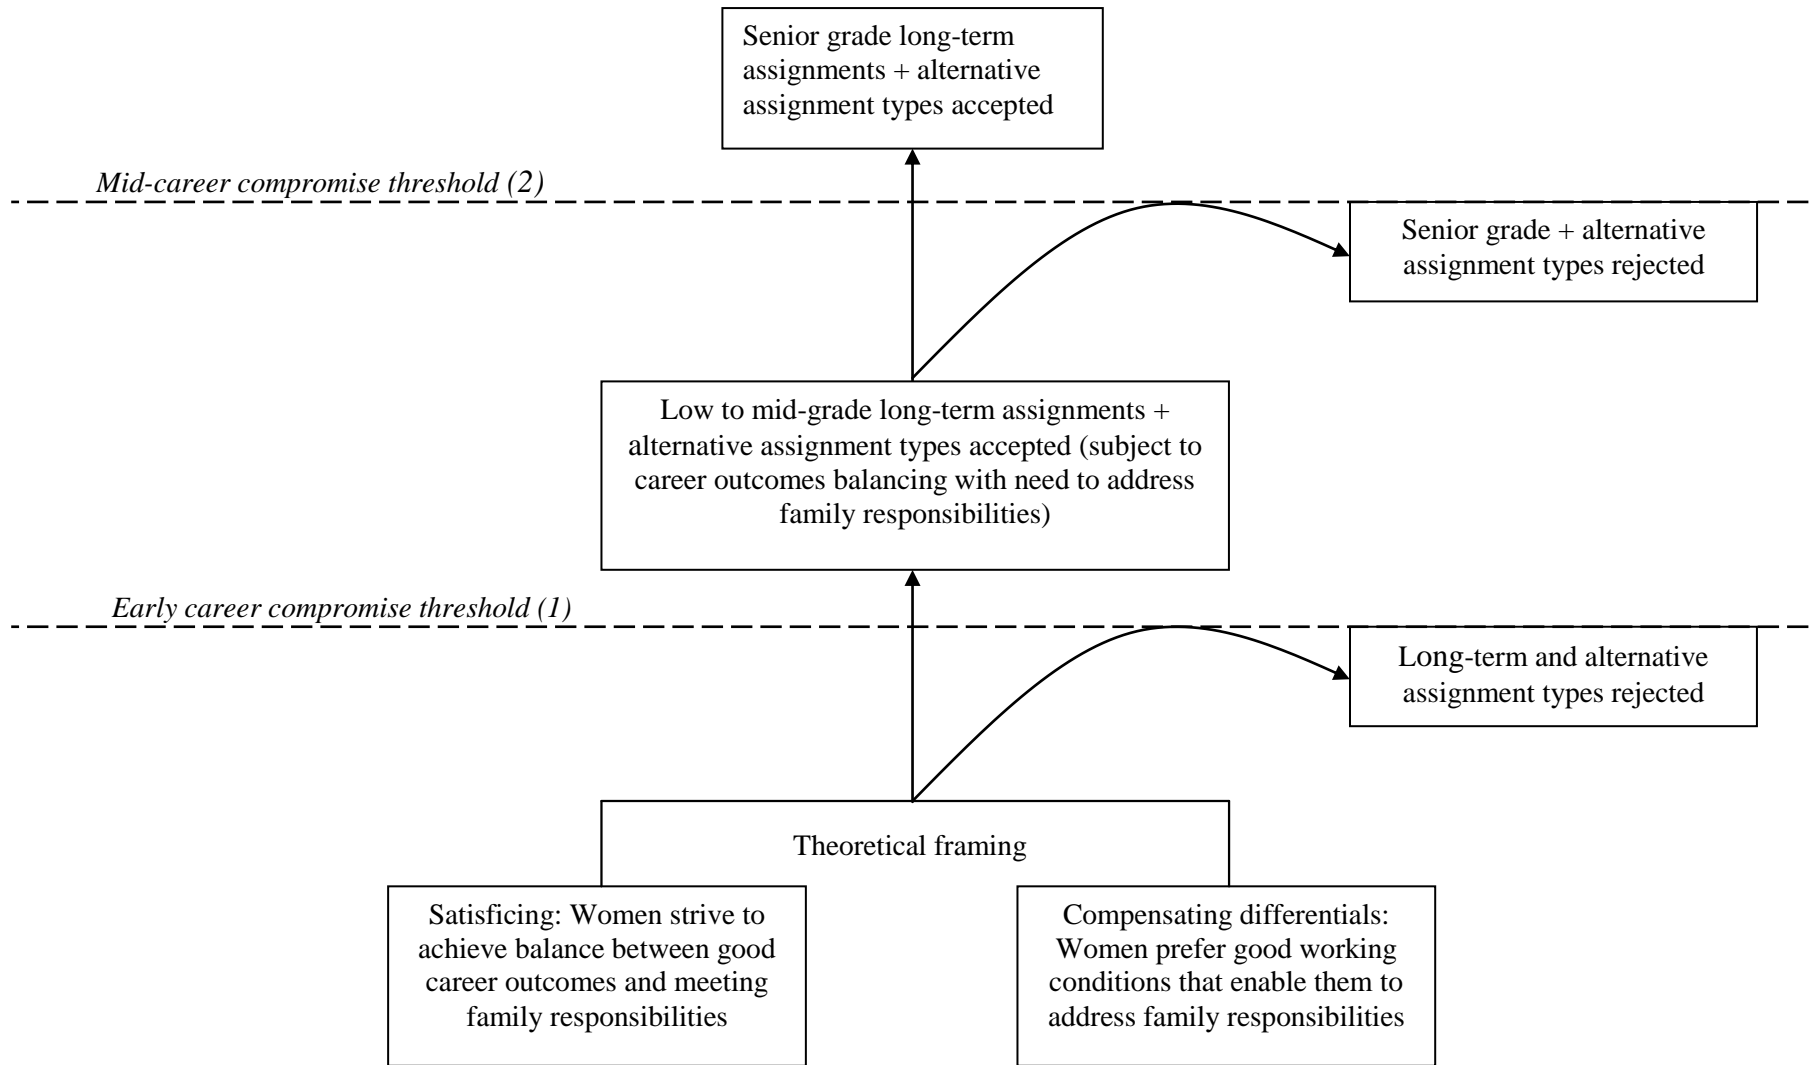 Senior grade long-term
assignments + alternative
assignment types accepted
Mid-career compromise threshold (2)
Senior grade + alternative
assignment types rejected
Low to mid-grade long-term assignments +
alternative assignment types accepted (subject to
career outcomes balancing with need to address
family responsibilities)
Early career compromise threshold (1)
Long-term and alternative
assignment types rejected
Theoretical framing
Satisficing: Women strive to
achieve balance between good
career outcomes and meeting
family responsibilities
Compensating differentials:
Women prefer good working
conditions that enable them to
address family responsibilities